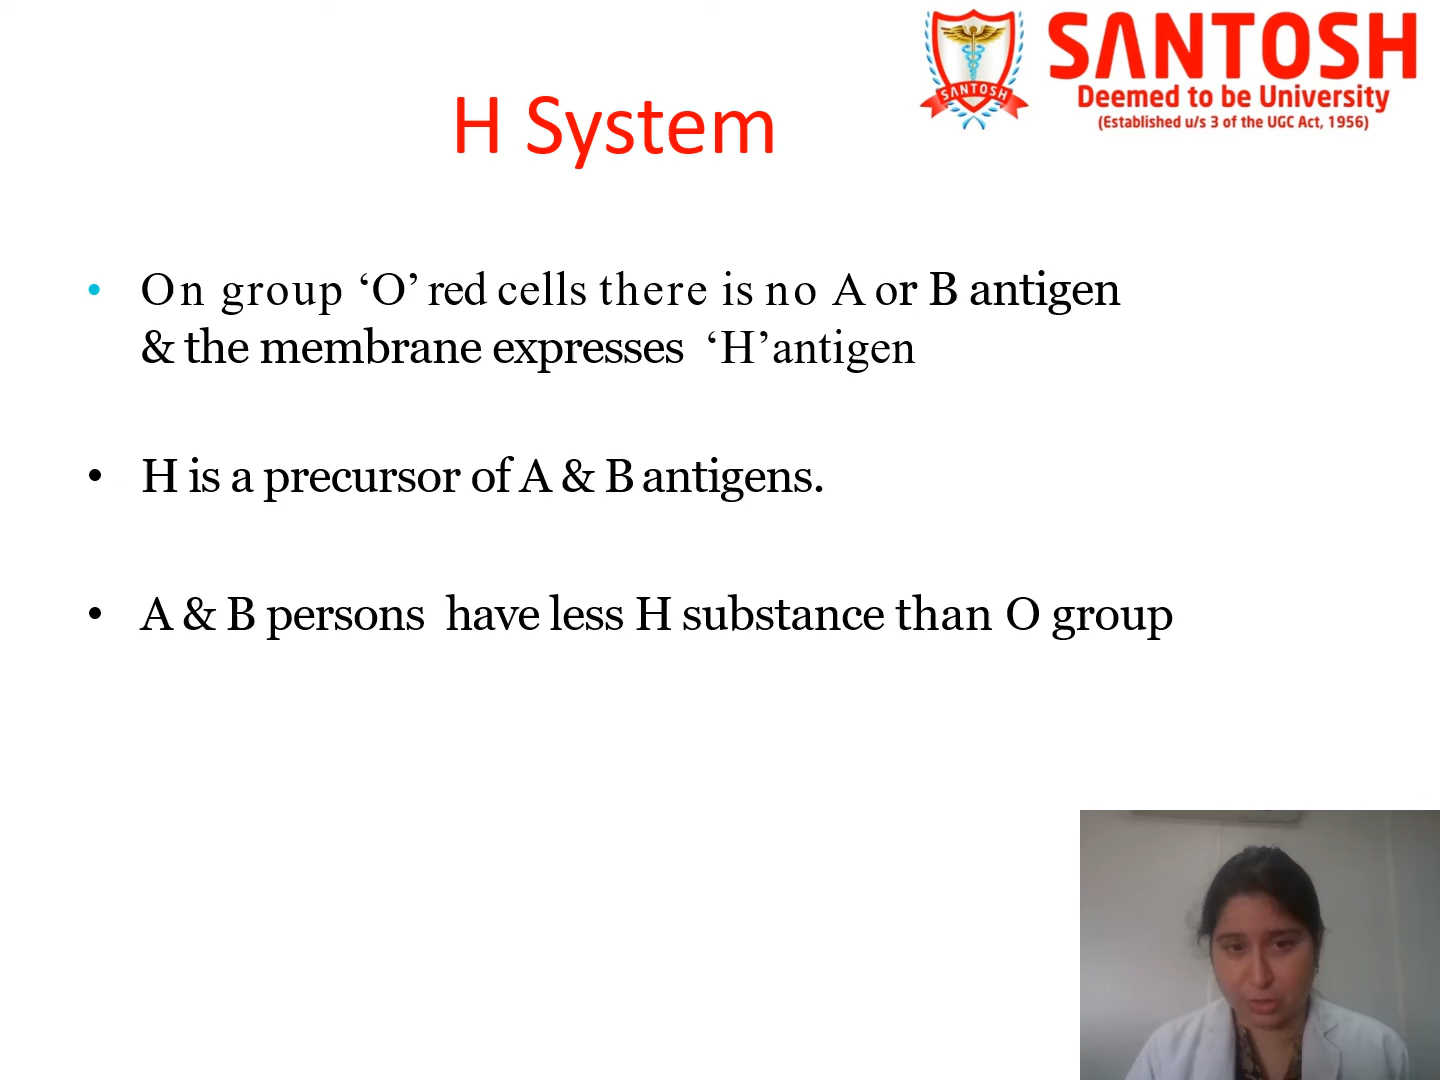 SANTOSH
Deemed to be University
(Established u/s 3 of the UGC Act, 1956)
SANTOSH
H System
• On group ‘O’ red cells there is no A or B antigen
& the membrane expresses ‘H’antigen
• H is a precursor of A & B antigens.
• A & B persons have less H substance than O group